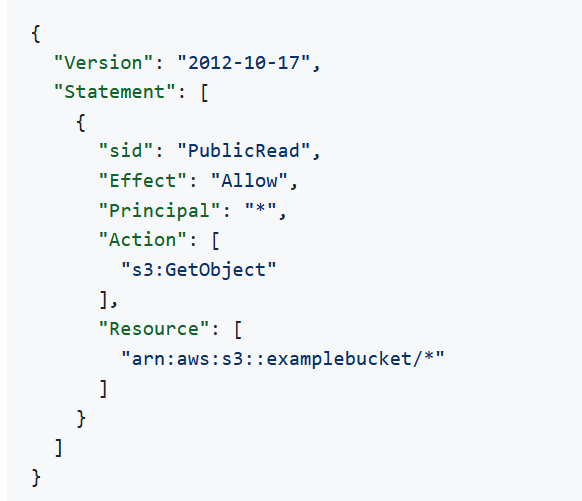 {
"Version": "2012-10-17",
"Statement": [
{
"sid": "PublicRead",
"Effect": "Allow",
"Principal": "*",
"Action": [
"s3:GetObject"
],
"Resource": [
"arn:aws:s3::examplebucket/*"
]
}
]
}